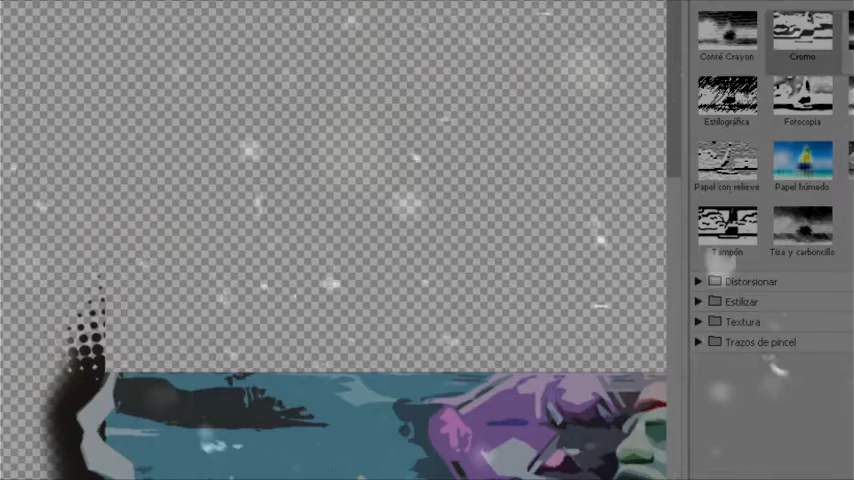 Conté Crayon
Cromo
Estilográfica
Fotocopia
Papel con relieve
Papel húmedo
Tampón
Tiza y carboncillo
Distorsionar
Estilizar
Textura
Trazos de pincel